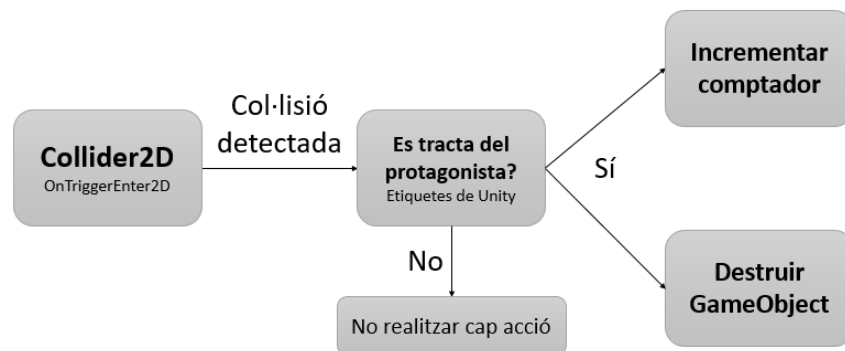 Collider2D
OnTriggerEnter2D
Col·lisió
detectada
Es tracta del
protagonista?
Etiquetes de Unity
Sí
Incrementar
comptador
Destruir
GameObject
No
No realitzar cap acció